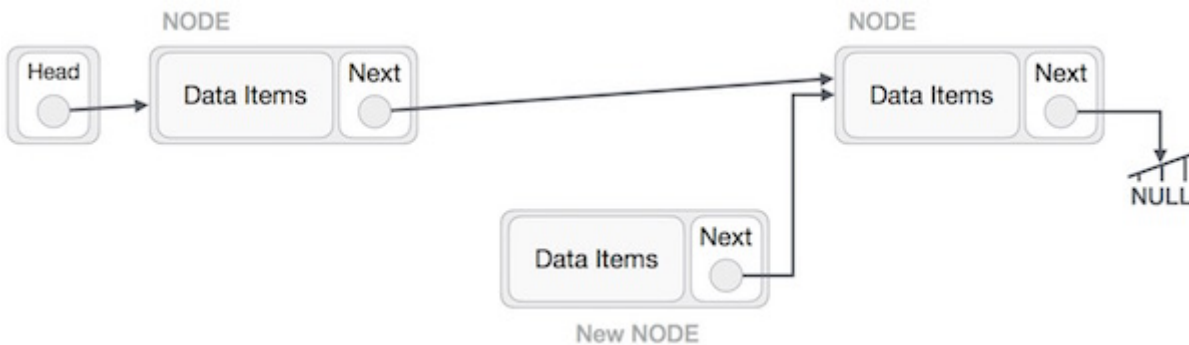 NODE
NODE
Head
Data Items
Next
Data Items
Next
NULL
Data Items
Next
New NODE